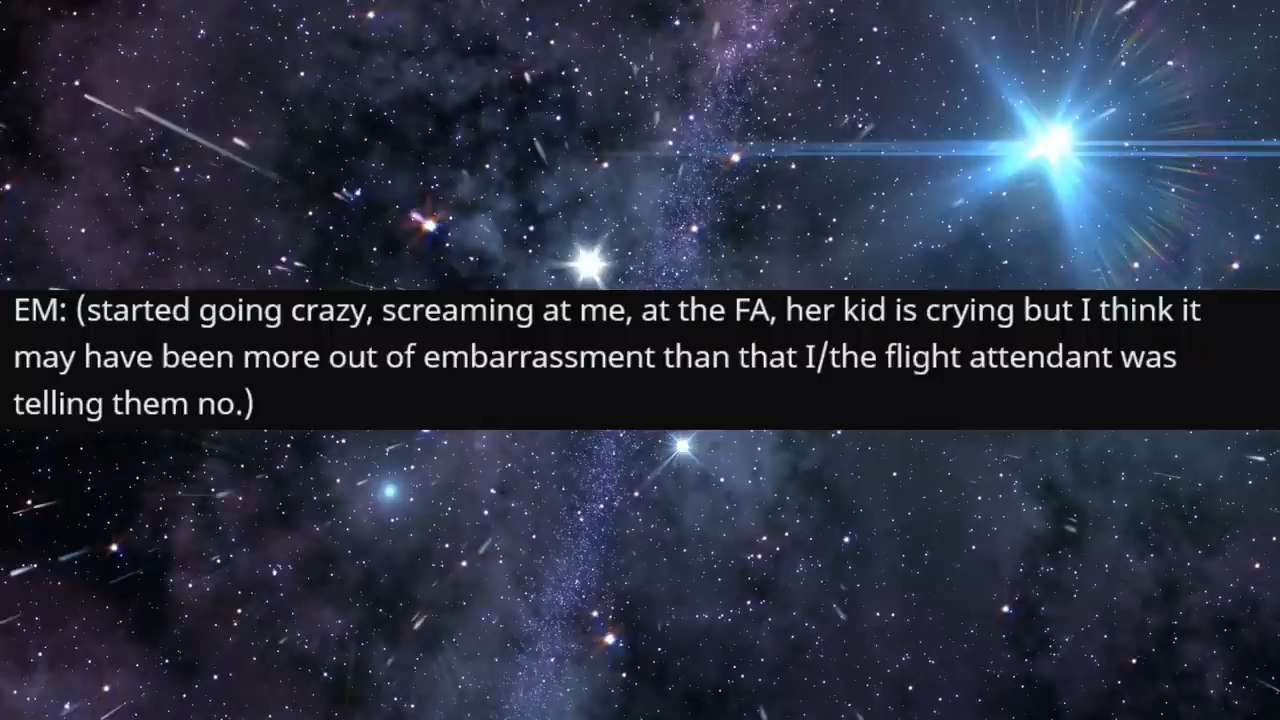 EM: (started going crazy, screaming at me, at the FA, her kid is crying but I think it
may have been more out of embarrassment than that I/the flight attendant was
telling them no.)